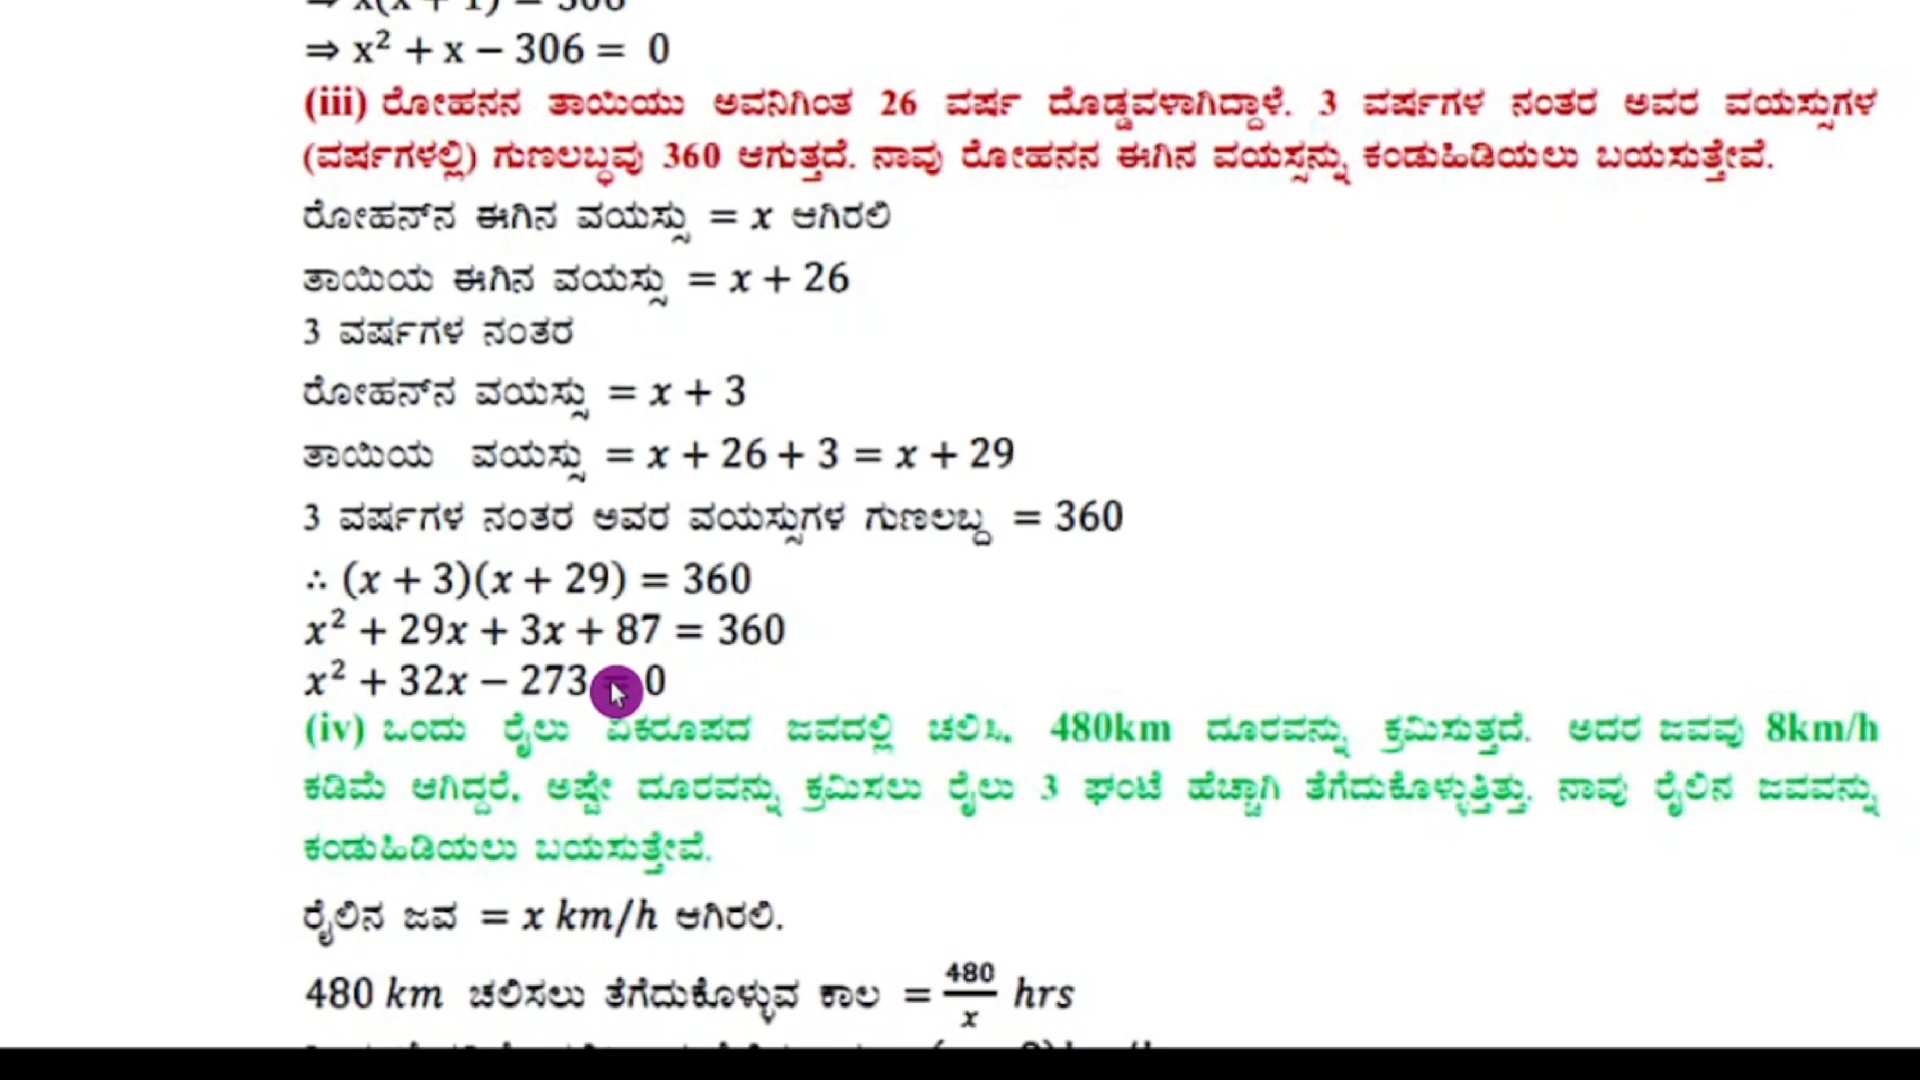 ⇒ x(x + 1) = 306
⇒ x² + x − 306 = 0
(iii) ರೋಹನನ ತಾಯಿಯು ಅವನಿಗಿಂತ 26 ವರ್ಷ ದೊಡ್ಡವಳಾಗಿದ್ದಾಳೆ. 3 ವರ್ಷಗಳ ನಂತರ ಅವರ ವಯಸ್ಸುಗಳ
(ವರ್ಷಗಳಲ್ಲಿ) ಗುಣಲಬ್ಧವು 360 ಆಗುತ್ತದೆ. ನಾವು ರೋಹನನ ಈಗಿನ ವಯಸ್ಸನ್ನು ಕಂಡುಹಿಡಿಯಲು ಬಯಸುತ್ತೇವೆ.
ರೋಹನ್‌ನ ಈಗಿನ ವಯಸ್ಸು = x ಆಗಿರಲಿ
ತಾಯಿಯ ಈಗಿನ ವಯಸ್ಸು = x + 26
3 ವರ್ಷಗಳ ನಂತರ
ರೋಹನ್‌ನ ವಯಸ್ಸು = x + 3
ತಾಯಿಯ ವಯಸ್ಸು = x + 26 + 3 = x + 29
3 ವರ್ಷಗಳ ನಂತರ ಅವರ ವಯಸ್ಸುಗಳ ಗುಣಲಬ್ದ = 360
∴ (x + 3)(x + 29) = 360
x² + 29x + 3x + 87 = 360
x² + 32x − 273 = 0
(iv) ಒಂದು ರೈಲು ಏಕರೂಪದ ಜವದಲ್ಲಿ ಚಲಿಸಿ, 480km ದೂರವನ್ನು ಕ್ರಮಿಸುತ್ತದೆ. ಅದರ ಜವವು 8km/h
ಕಡಿಮೆ ಆಗಿದ್ದರೆ, ಅಷ್ಟೇ ದೂರವನ್ನು ಕ್ರಮಿಸಲು ರೈಲು 3 ಘಂಟೆ ಹೆಚ್ಚಾಗಿ ತೆಗೆದುಕೊಳ್ಳುತ್ತಿತ್ತು. ನಾವು ರೈಲಿನ ಜವವನ್ನು
ಕಂಡುಹಿಡಿಯಲು ಬಯಸುತ್ತೇವೆ.
ರೈಲಿನ ಜವ = x km/h ಆಗಿರಲಿ.
480 km ಚಲಿಸಲು ತೆಗೆದುಕೊಳ್ಳುವ ಕಾಲ = 480/x hrs